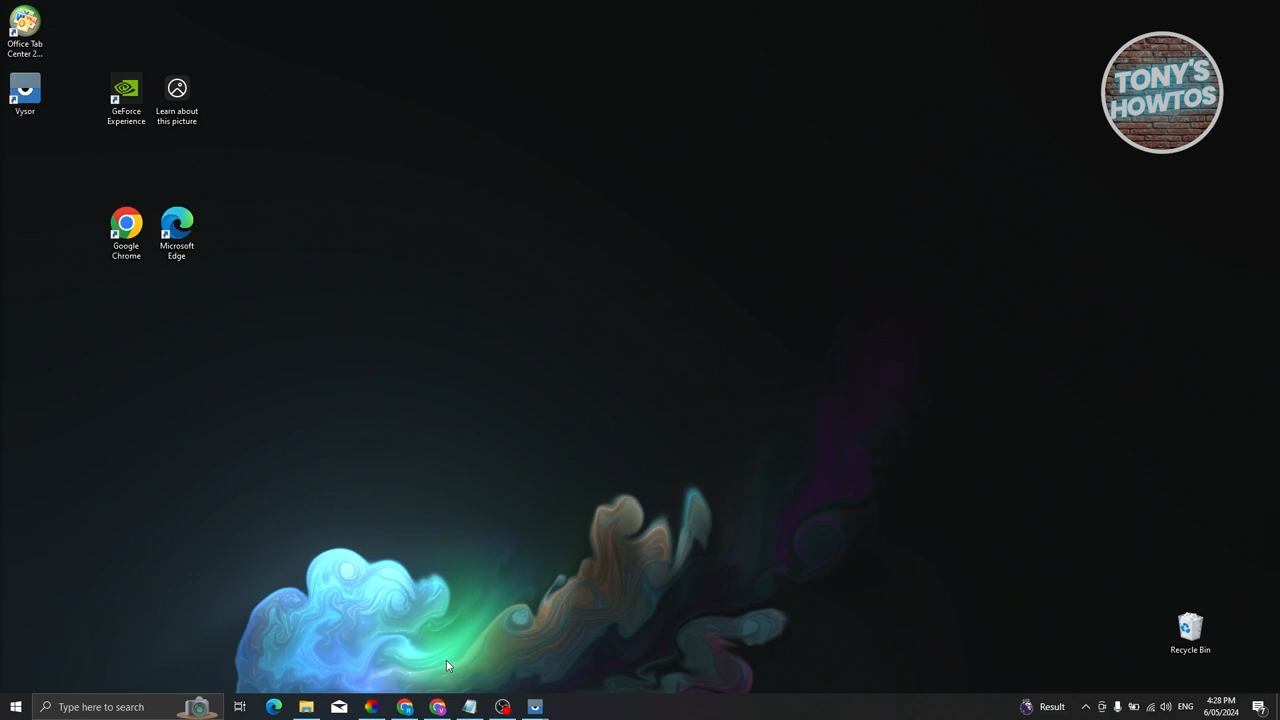 Office Tab
Center 2...
TONY'S
HOWTOS
Vysor
GeForce
Experience
Learn about
this picture
Google
Chrome
Microsoft
Edge
Recycle Bin
Type here to search
Result
ENG
4:28 PM
6/05/2024